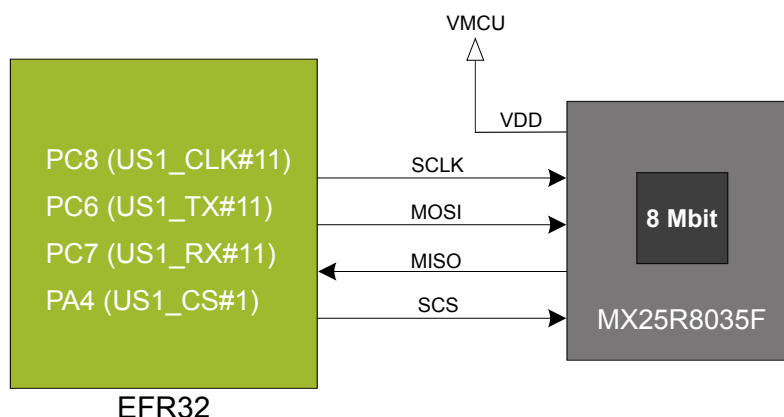 VMCU
VDD
PC8 (US1_CLK#11)
SCLK
PC6 (US1_TX#11)
MOSI
8 Mbit
PC7 (US1_RX#11)
MISO
PA4 (US1_CS#1)
SCS
MX25R8035F
EFR32